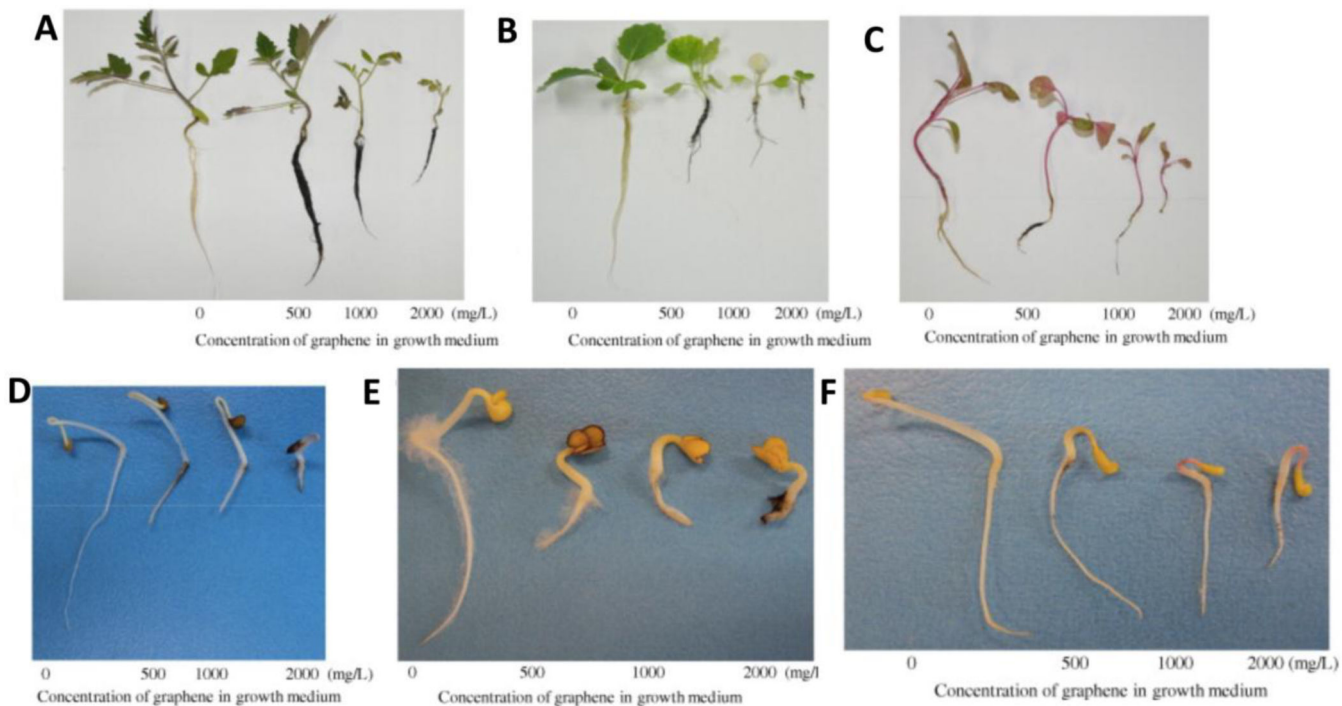 A
B
C
0 500 1000 2000 (mg/L)
Concentration of graphene in growth medium
0 500 1000 2000 (mg/L)
Concentration of graphene in growth medium
0 500 1000 2000 (mg/L)
Concentration of graphene in growth medium
D
E
F
0 500 1000 2000 (mg/L)
Concentration of graphene in growth medium
0 500 1000 2000 (mg/l
Concentration of graphene in growth medium
0 500 1000 2000 (mg/L)
Concentration of graphene in growth medium